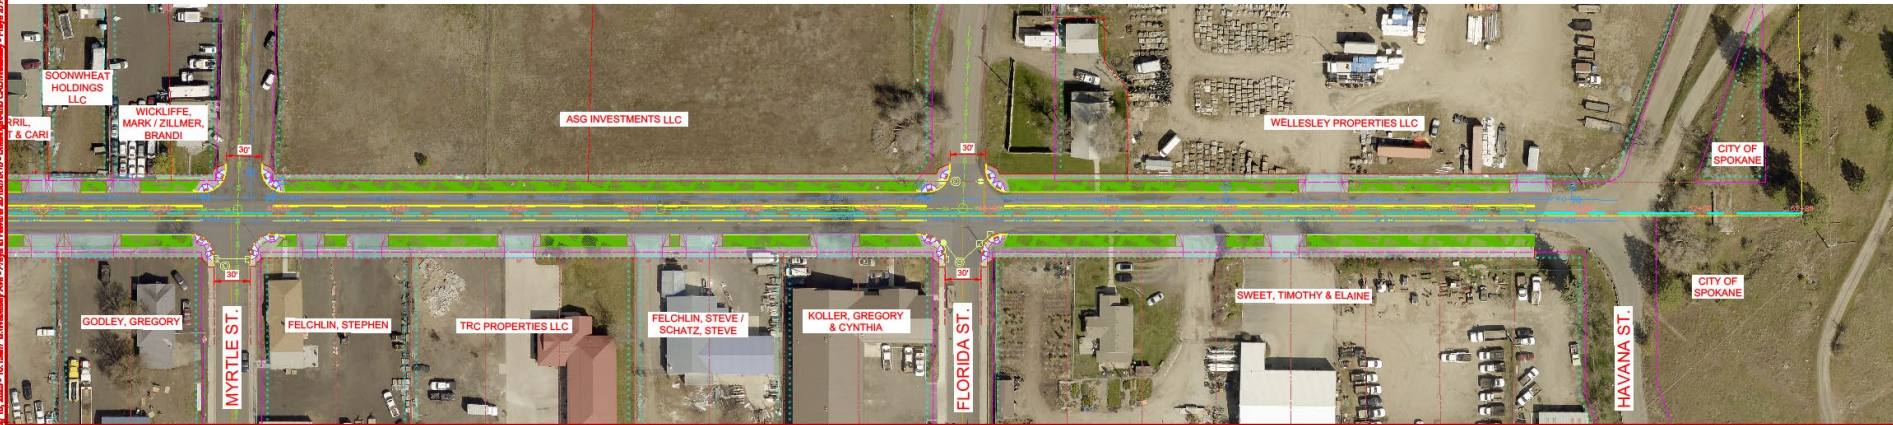 SOONWHEAT
HOLDINGS
LLC
WICKLIFFE,
MARK / ZILLMER,
BRANDI
T & CARI
ASG INVESTMENTS LLC
WELLESLEY PROPERTIES LLC
CITY OF
SPOKANE
30'
30'
30'
30'
GODLEY, GREGORY
MYRTLE ST.
FELCHLIN, STEPHEN
TRC PROPERTIES LLC
FELCHLIN, STEVE /
SCHATZ, STEVE
KOLLER, GREGORY
& CYNTHIA
FLORIDA ST.
SWEET, TIMOTHY & ELAINE
HAVANA ST.
CITY OF
SPOKANE